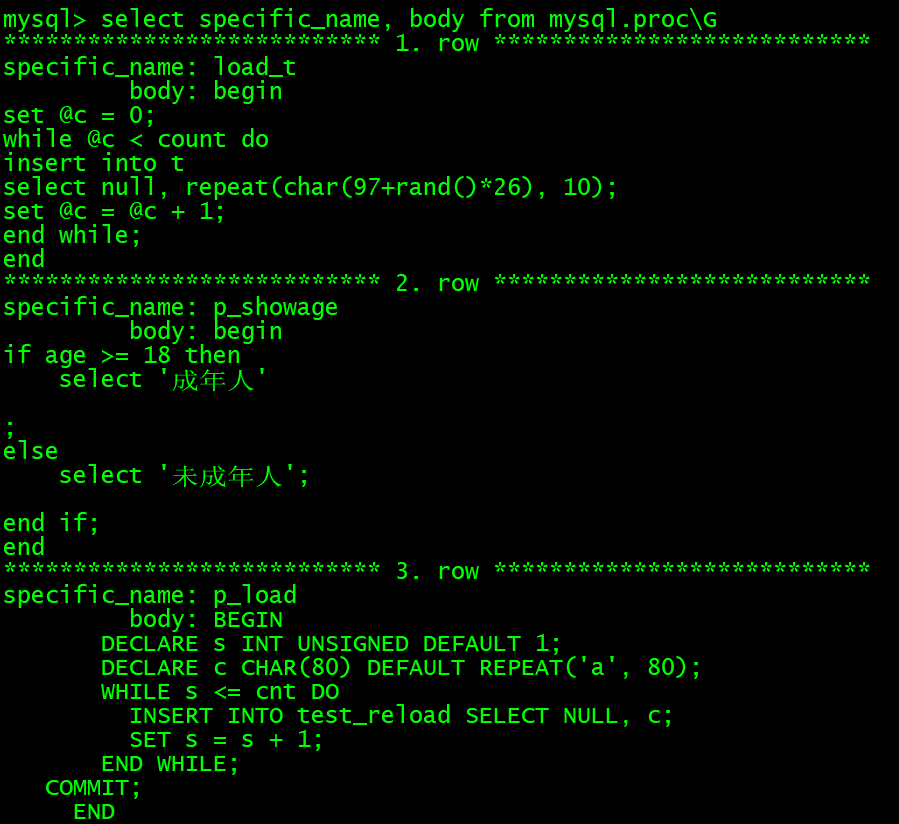 mysql> select specific_name, body from mysql.proc\G
*************************** 1. row ***************************
specific_name: load_t
         body: begin
set @c = 0;
while @c < count do
insert into t
select null, repeat(char(97+rand()*26), 10);
set @c = @c + 1;
end while;
end
*************************** 2. row ***************************
specific_name: p_showage
         body: begin
if age >= 18 then
    select '成年人'
;
else
    select '未成年人';
end if;
end
*************************** 3. row ***************************
specific_name: p_load
         body: BEGIN
       DECLARE s INT UNSIGNED DEFAULT 1;
       DECLARE c CHAR(80) DEFAULT REPEAT('a', 80);
       WHILE s <= cnt DO
         INSERT INTO test_reload SELECT NULL, c;
         SET s = s + 1;
       END WHILE;
   COMMIT;
     END